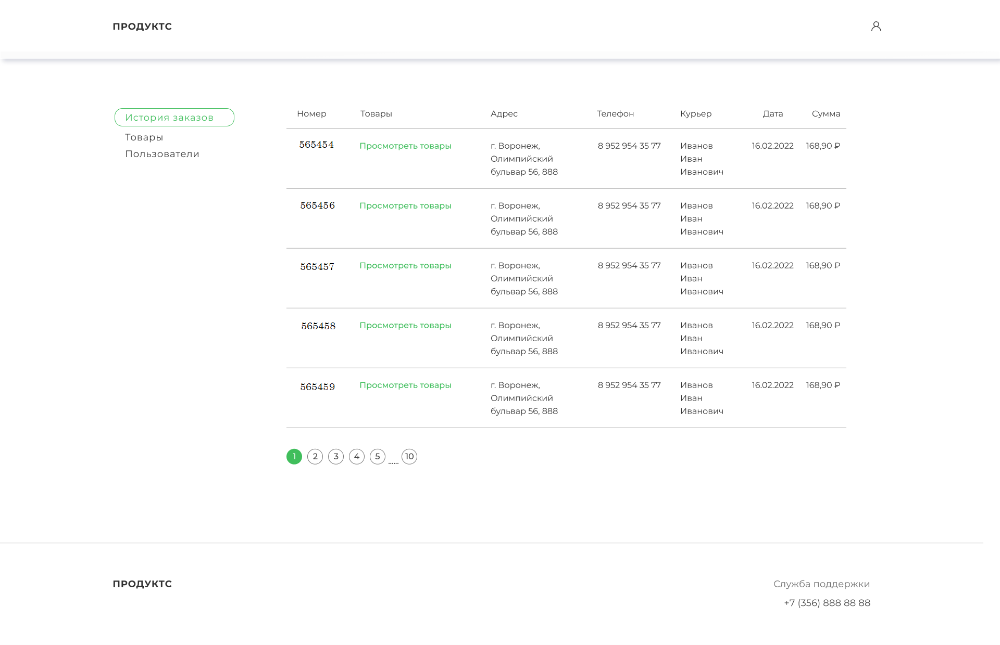 ПРОДУКТС
История заказов
Товары
Пользователи
Номер Товары Адрес Телефон Курьер Дата Сумма
565454 Просмотреть товары г. Воронеж, 8 952 954 35 77 Иванов 16.02.2022 168,90 ₽
Олимпийский Иван
бульвар 56, 888 Иванович
565456 Просмотреть товары г. Воронеж, 8 952 954 35 77 Иванов 16.02.2022 168,90 ₽
Олимпийский Иван
бульвар 56, 888 Иванович
565457 Просмотреть товары г. Воронеж, 8 952 954 35 77 Иванов 16.02.2022 168,90 ₽
Олимпийский Иван
бульвар 56, 888 Иванович
565458 Просмотреть товары г. Воронеж, 8 952 954 35 77 Иванов 16.02.2022 168,90 ₽
Олимпийский Иван
бульвар 56, 888 Иванович
565459 Просмотреть товары г. Воронеж, 8 952 954 35 77 Иванов 16.02.2022 168,90 ₽
Олимпийский Иван
бульвар 56, 888 Иванович
1 2 3 4 5 ...... 10
ПРОДУКТС Служба поддержки
+7 (356) 888 88 88